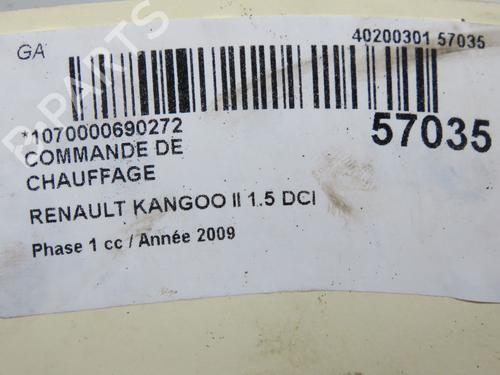 GA
40200301 57035
*1070000690272
57035
COMMANDE DE
CHAUFFAGE
RENAULT KANGOO II 1.5 DCI
Phase 1 cc / Année 2009